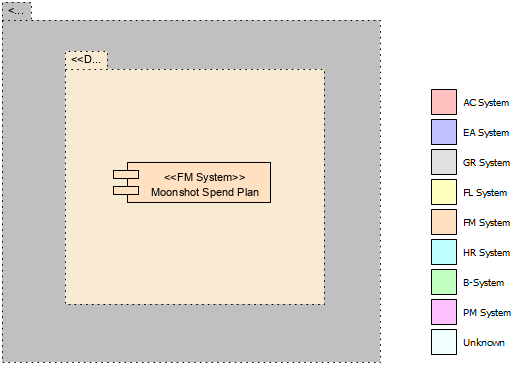 <...
<<D...
<<FM System>>
Moonshot Spend Plan
AC System
EA System
GR System
FL System
FM System
HR System
B-System
PM System
Unknown